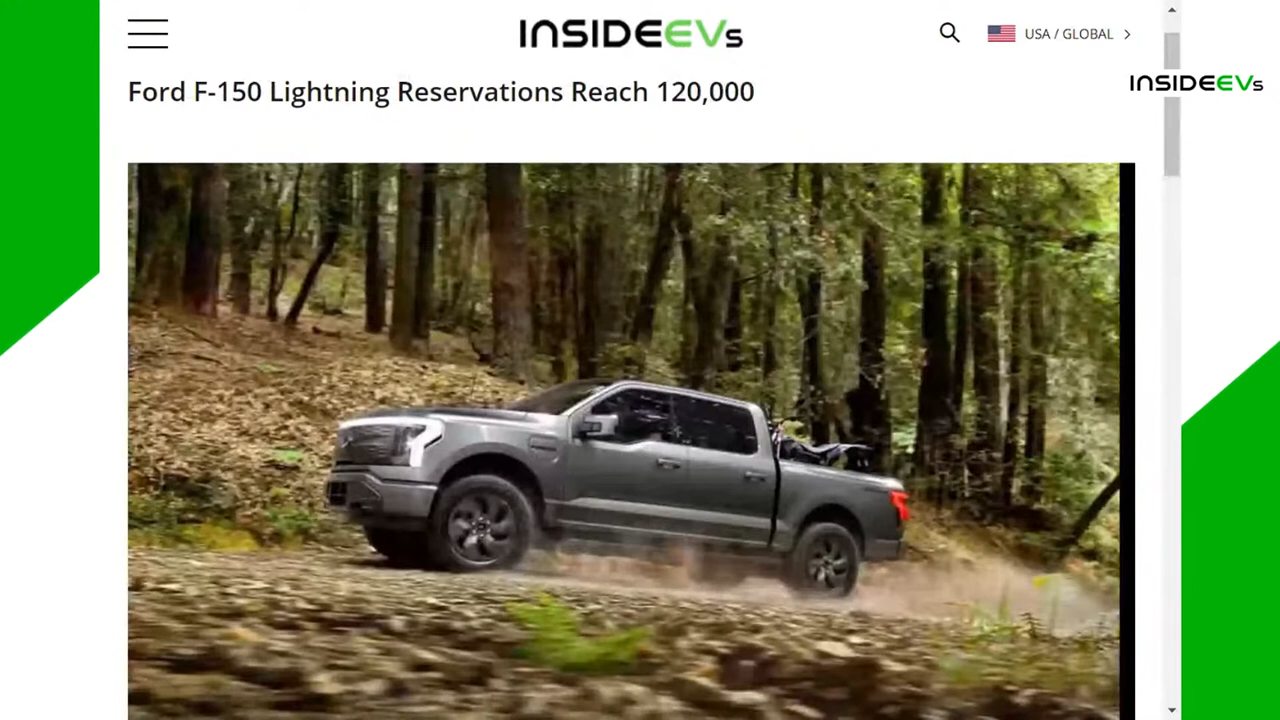 INSIDEEVs
USA / GLOBAL
INSIDEEVs
Ford F-150 Lightning Reservations Reach 120,000